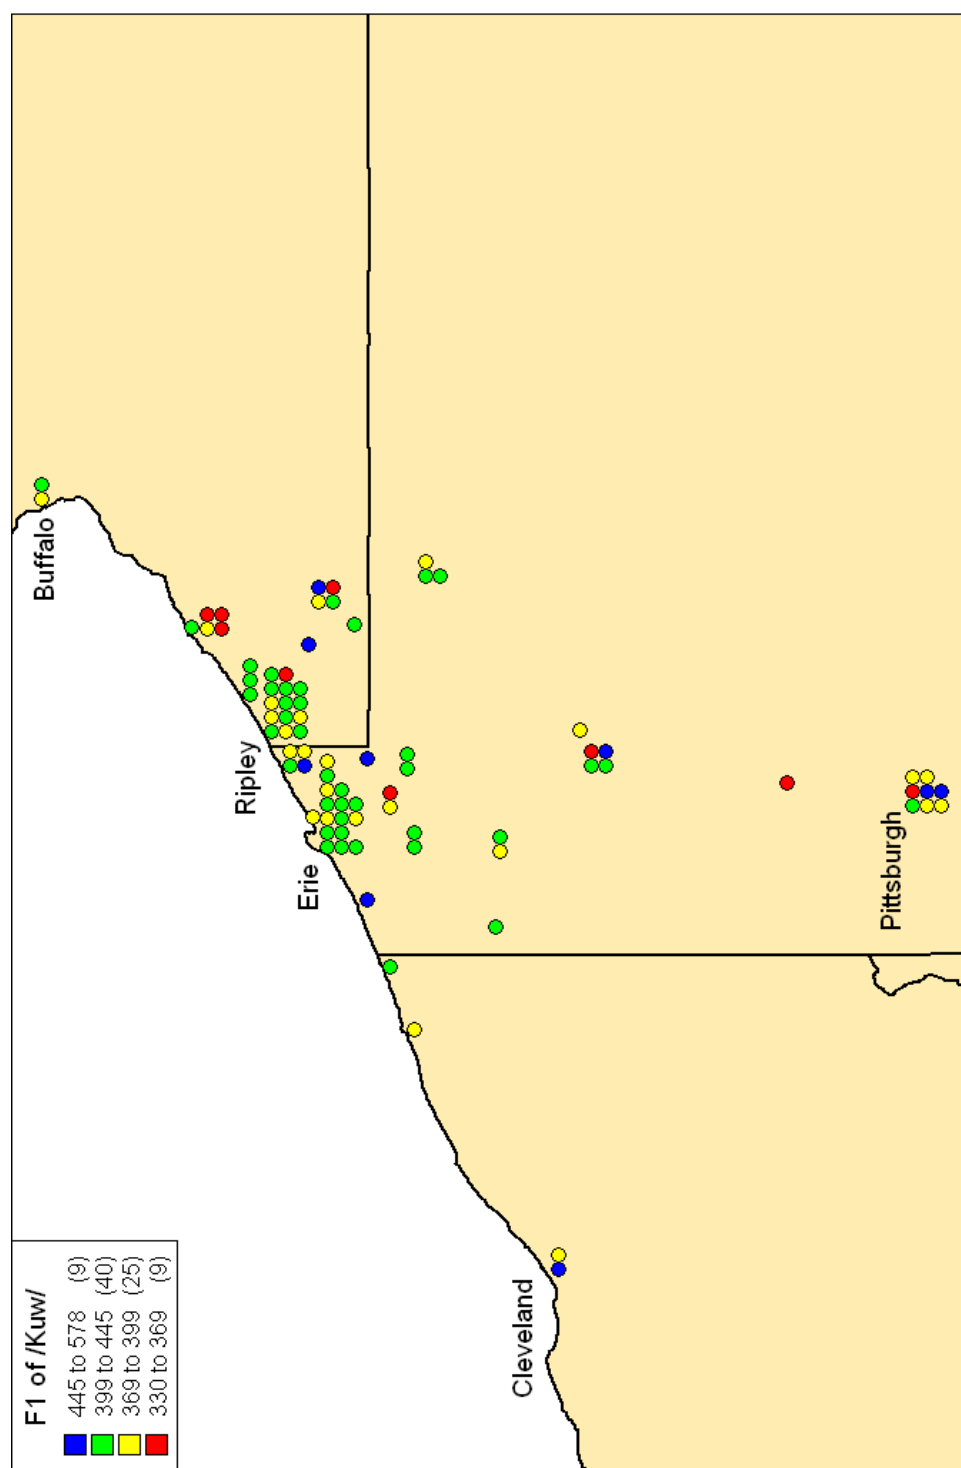 F1 of /Kuw/
445 to 578 (9)
399 to 445 (40)
369 to 399 (25)
330 to 369 (9)
Buffalo
Ripley
Erie
Cleveland
Pittsburgh